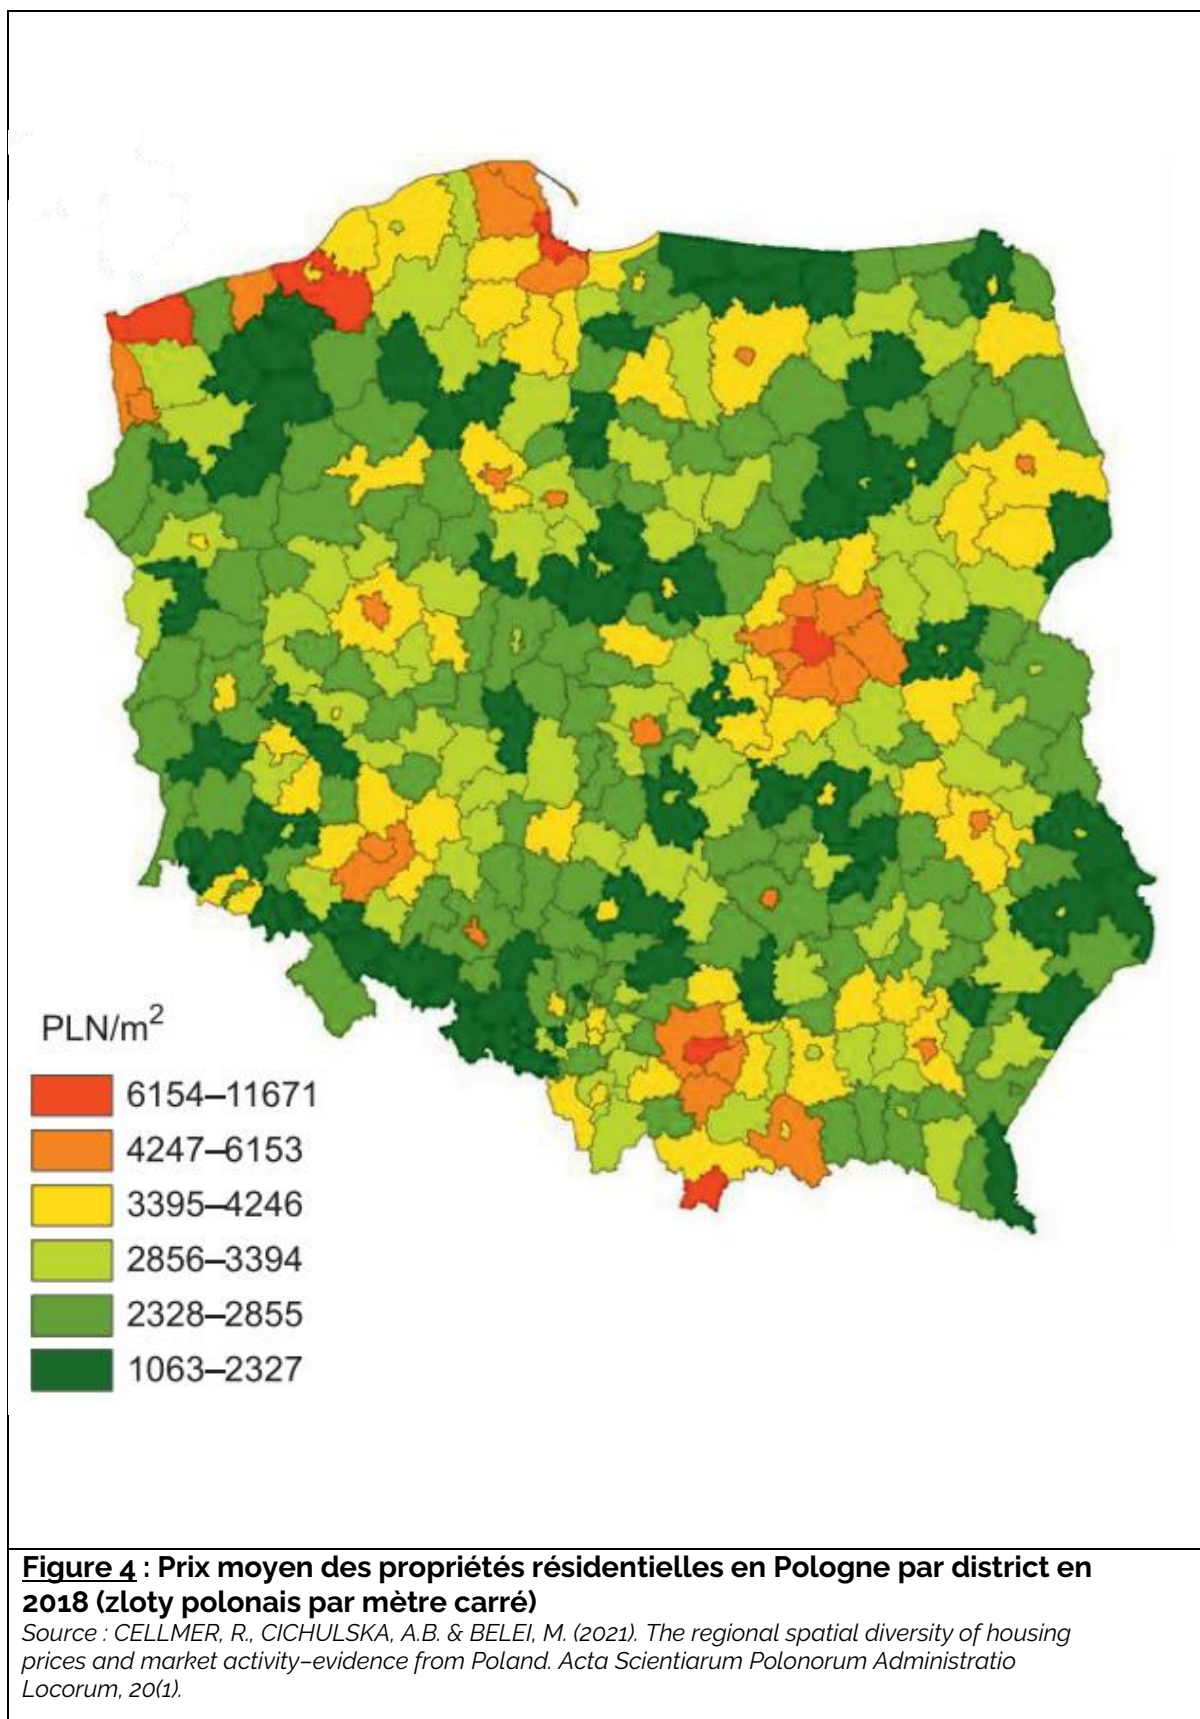 PLN/m²
6154–11671
4247–6153
3395–4246
2856–3394
2328–2855
1063–2327
Figure 4 : Prix moyen des propriétés résidentielles en Pologne par district en
2018 (zloty polonais par mètre carré)
Source : CELLMER, R., CICHULSKA, A.B. & BELEI, M. (2021). The regional spatial diversity of housing
prices and market activity–evidence from Poland. Acta Scientiarum Polonorum Administratio
Locorum, 20(1).